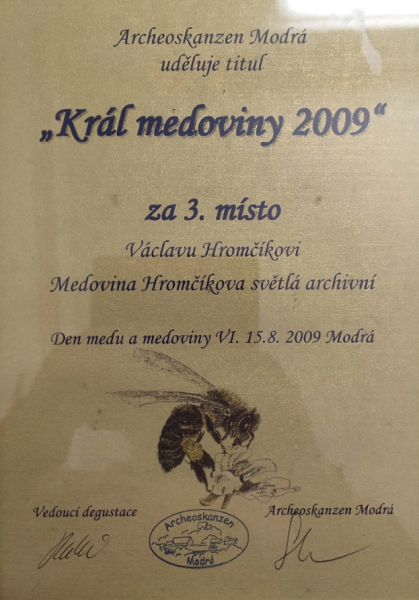 Archeoskanzen Modrá
uděluje titul
„Král medoviny 2009“
za 3. místo
Václavu Hromčíkovi
Medovina Hromčíkova světlá archivní
Den medu a medoviny VI. 15.8. 2009 Modrá
Vedoucí degustace
Archeoskanzen Modrá
Archeoskanzen
Modrá